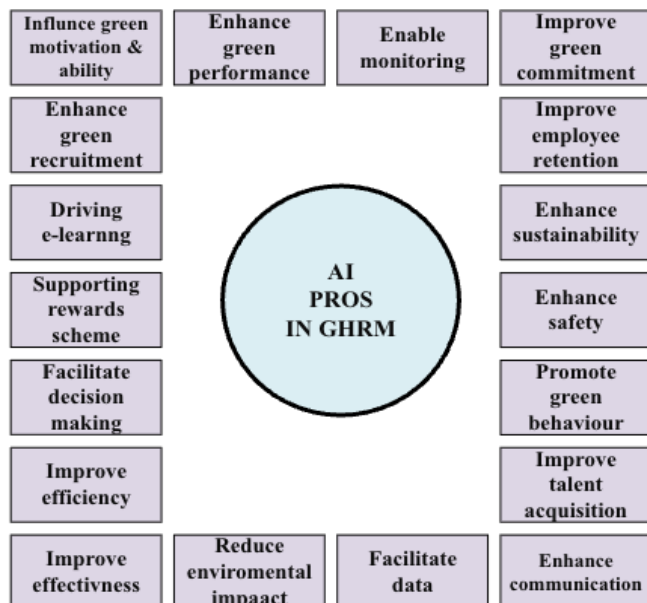 Influnce green
motivation &
ability
Enhance
green
performance
Enable
monitoring
Improve
green
commitment
Enhance
green
recruitment
Improve
employee
retention
Driving
e-learnng
Enhance
sustainability
AI
PROS
IN GHRM
Supporting
rewards
scheme
Enhance
safety
Facilitate
decision
making
Promote
green
behaviour
Improve
efficiency
Improve
talent
acquisition
Improve
effectivness
Reduce
enviromental
impaact
Facilitate
data
Enhance
communication